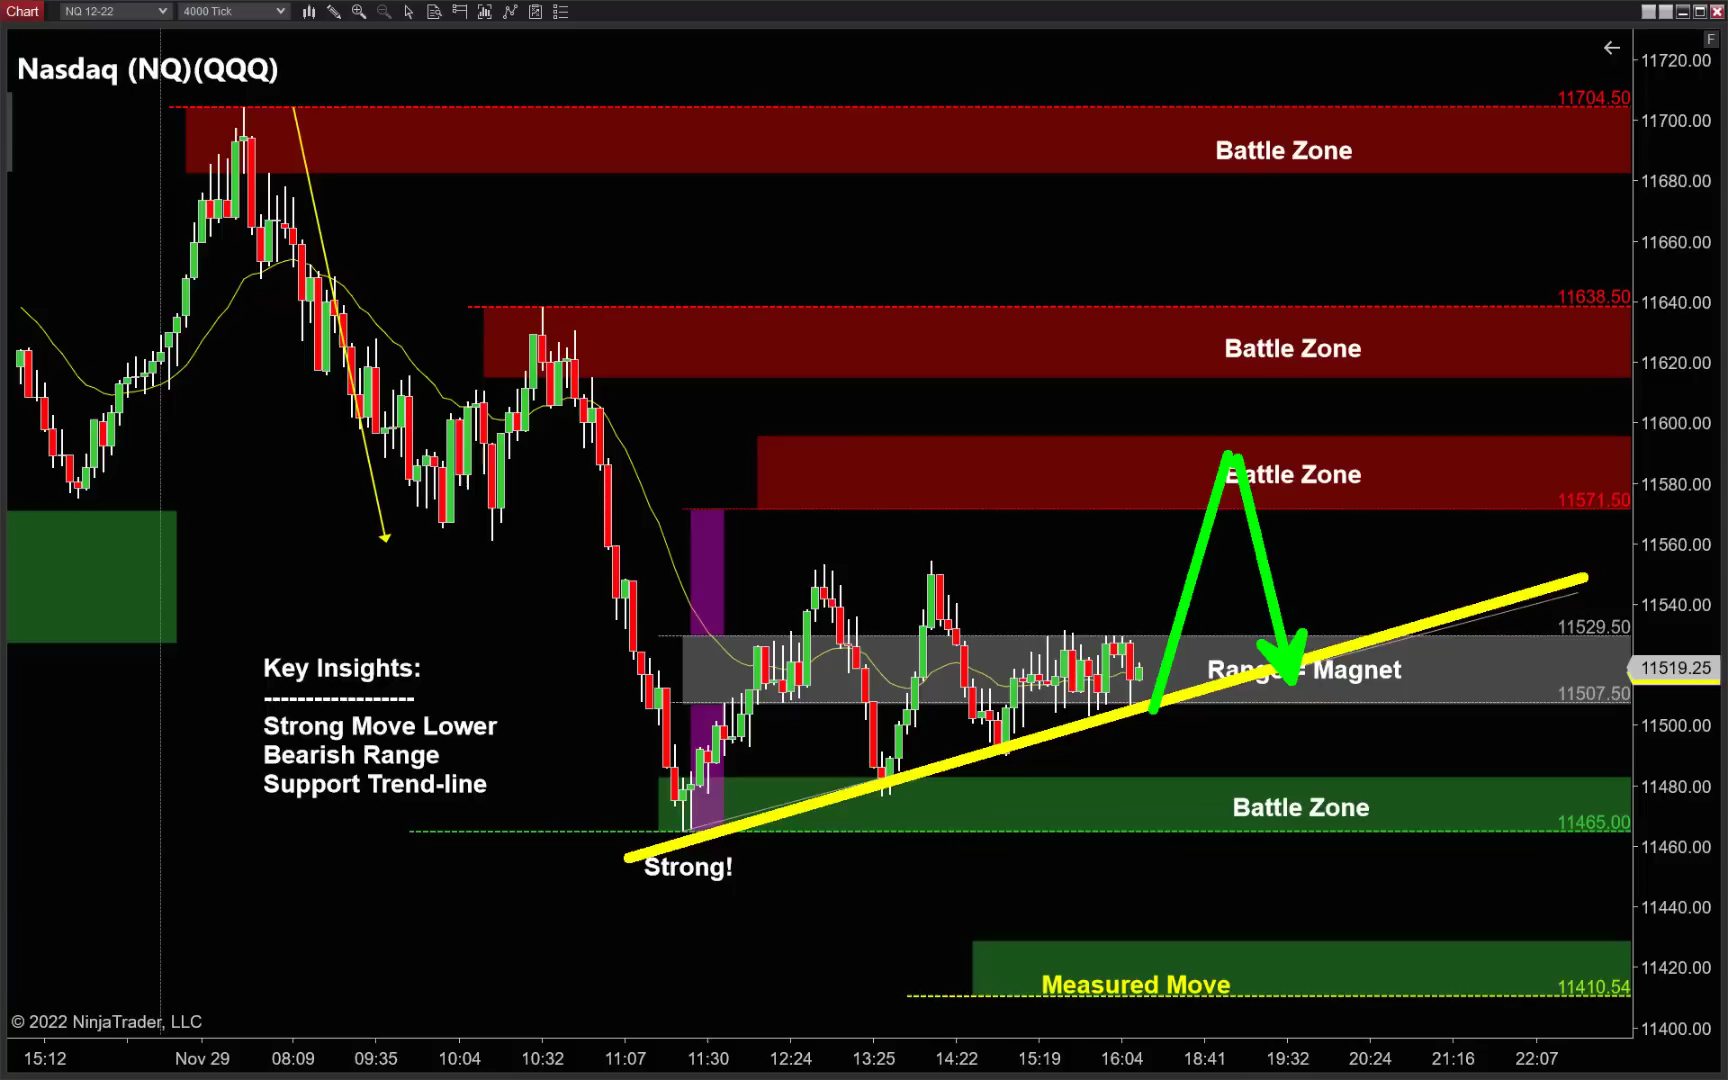 Chart
NQ 12-22
4000 Tick
F
Nasdaq (NQ)(QQQ)
11720.00
11704.50
11700.00
Battle Zone
11680.00
11660.00
11638.50
11640.00
Battle Zone
11620.00
11600.00
Battle Zone
11580.00
11571.50
11560.00
11540.00
11529.50
Key Insights:
------------------
Strong Move Lower
Bearish Range
Support Trend-line
Range = Magnet
11519.25
11507.50
11500.00
11480.00
Battle Zone
11465.00
11460.00
Strong!
11440.00
11420.00
Measured Move
11410.54
11400.00
© 2022 NinjaTrader, LLC
15:12 Nov 29 08:09 09:35 10:04 10:32 11:07 11:30 12:24 13:25 14:22 15:19 16:04 18:41 19:32 20:24 21:16 22:07